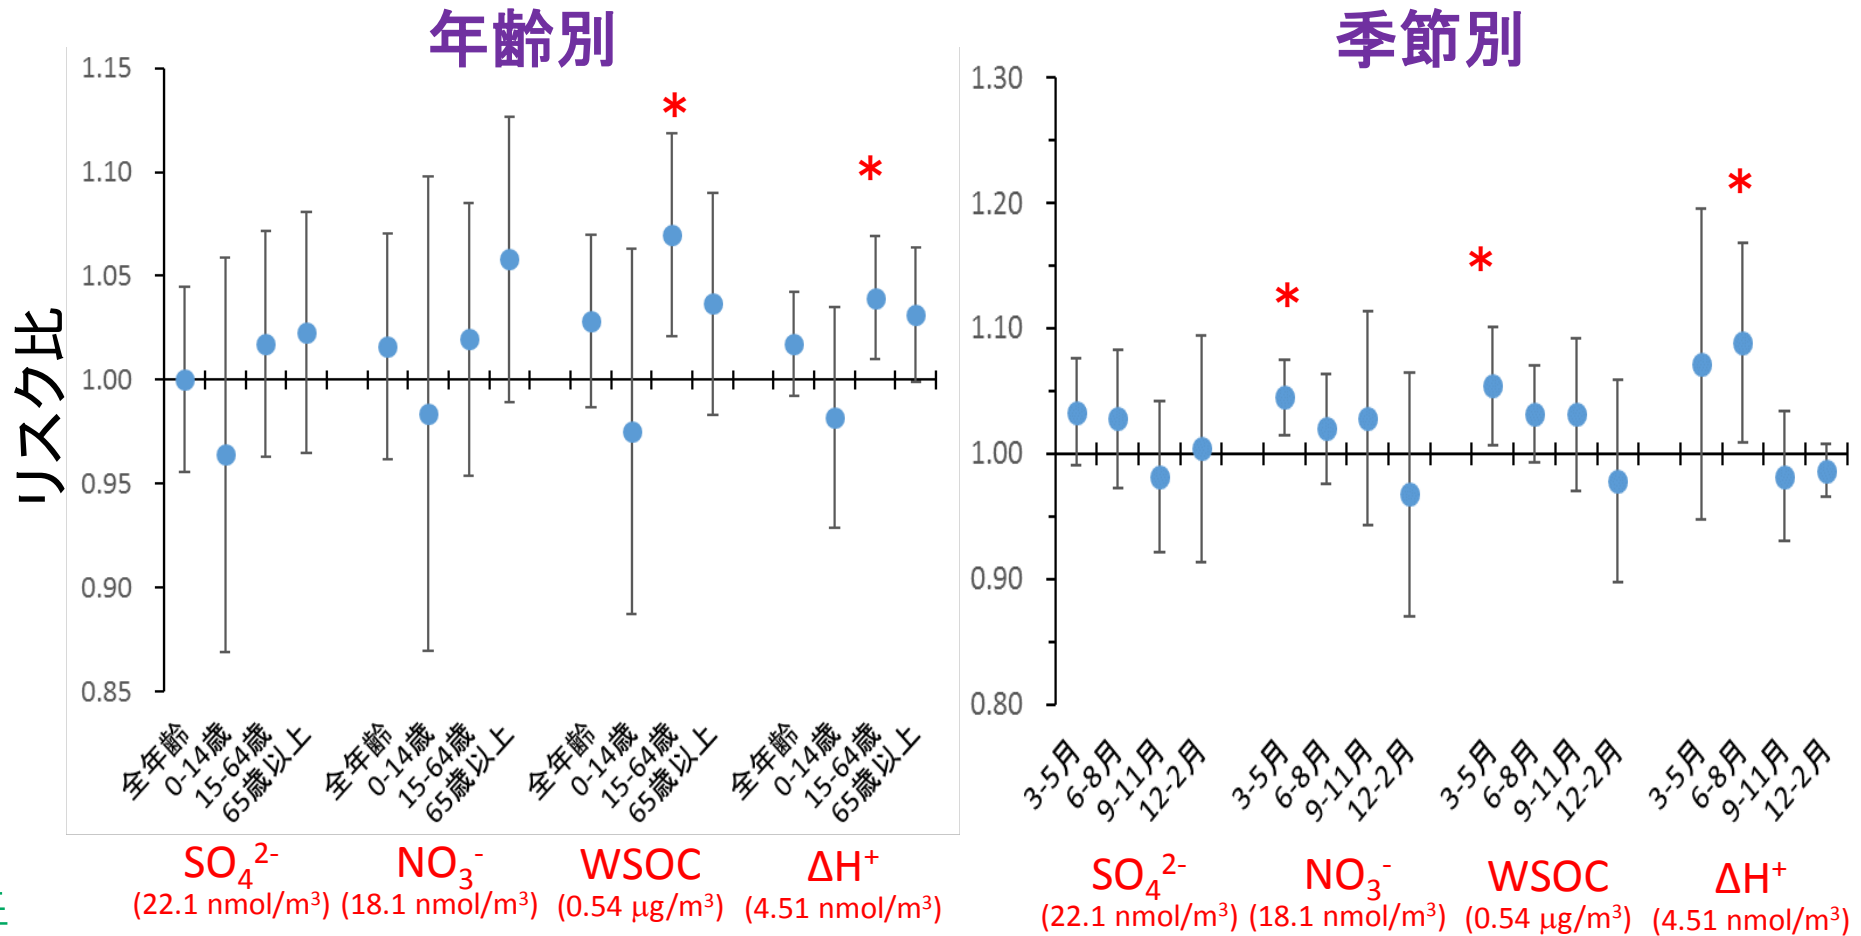 年齢別
季節別
リスク比
1.15
1.10
1.05
1.00
0.95
0.90
0.85
*
*
全年齢
0-14歳
15-64歳
65歳以上
全年齢
0-14歳
15-64歳
65歳以上
全年齢
0-14歳
15-64歳
65歳以上
全年齢
0-14歳
15-64歳
65歳以上
SO₄²⁻
(22.1 nmol/m³)
NO₃⁻
(18.1 nmol/m³)
WSOC
(0.54 μg/m³)
ΔH⁺
(4.51 nmol/m³)
1.30
1.20
1.10
1.00
0.90
0.80
*
*
*
3-5月
6-8月
9-11月
12-2月
3-5月
6-8月
9-11月
12-2月
3-5月
6-8月
9-11月
12-2月
3-5月
6-8月
9-11月
12-2月
SO₄²⁻
(22.1 nmol/m³)
NO₃⁻
(18.1 nmol/m³)
WSOC
(0.54 μg/m³)
ΔH⁺
(4.51 nmol/m³)